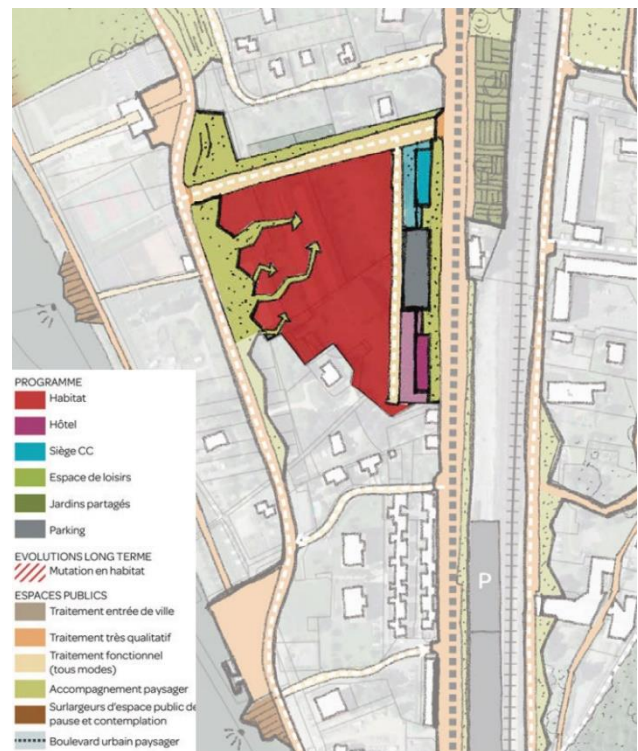 PROGRAMME
Habitat
Hôtel
Siège CC
Espace de loisirs
Jardins partagés
Parking
EVOLUTIONS LONG TERME
Mutation en habitat
ESPACES PUBLICS
Traitement entrée de ville
Traitement très qualitatif
Traitement fonctionnel
(tous modes)
Accompagnement paysager
Surlargeurs d'espace public de
pause et contemplation
Boulevard urbain paysager
P